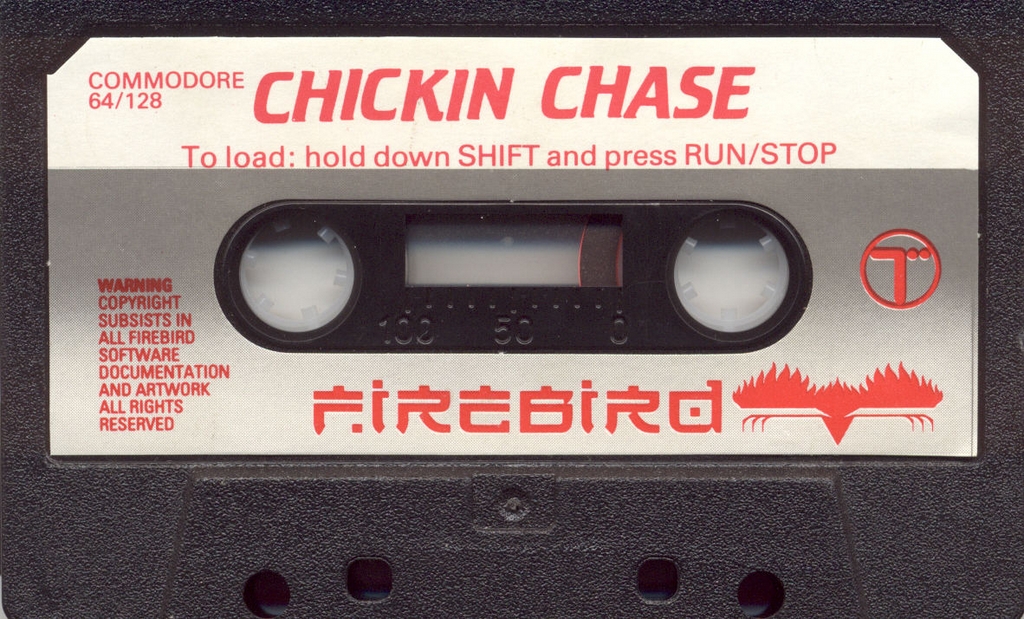 COMMODORE
64/128
CHICKIN CHASE
To load: hold down SHIFT and press RUN/STOP
WARNING
COPYRIGHT
SUBSISTS IN
ALL FIREBIRD
SOFTWARE
DOCUMENTATION
AND ARTWORK
ALL RIGHTS
RESERVED
100 50 0
FIREBIRD